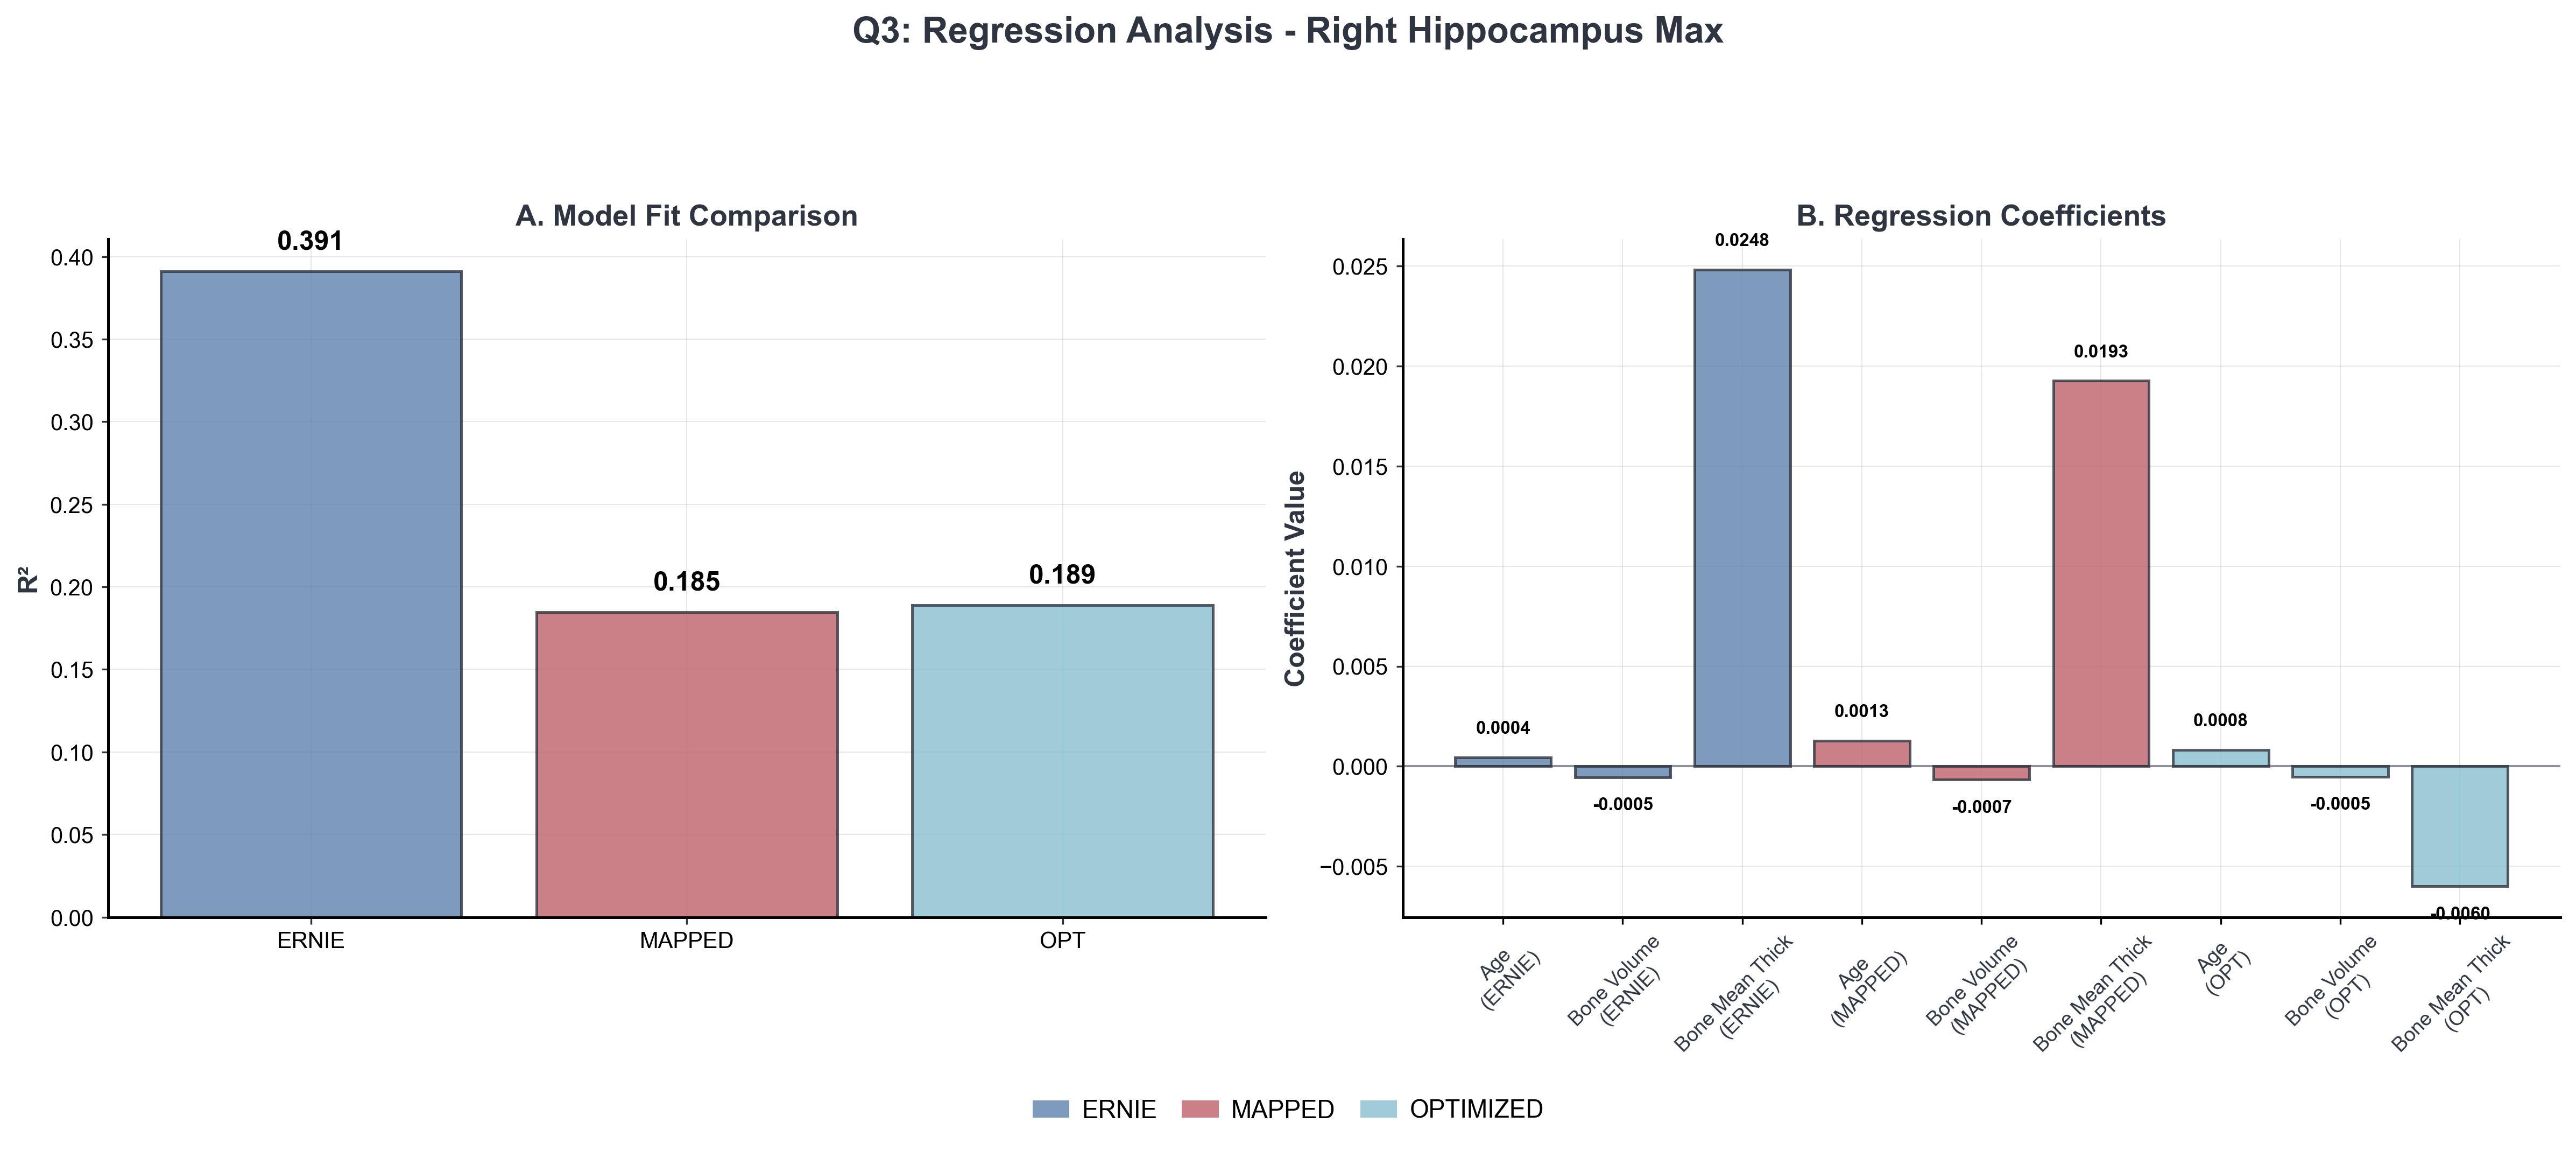 Q3: Regression Analysis - Right Hippocampus Max
A. Model Fit Comparison
0.391
0.185
0.189
R²
0.40
0.35
0.30
0.25
0.20
0.15
0.10
0.05
0.00
ERNIE
MAPPED
OPT
B. Regression Coefficients
0.0004
-0.0005
0.0248
0.0013
-0.0007
0.0193
0.0008
-0.0005
-0.0060
Coefficient Value
0.025
0.020
0.015
0.010
0.005
0.000
−0.005
Age
(ERNIE)
Bone Volume
(ERNIE)
Bone Mean Thick
(ERNIE)
Age
(MAPPED)
Bone Volume
(MAPPED)
Bone Mean Thick
(MAPPED)
Age
(OPT)
Bone Volume
(OPT)
Bone Mean Thick
(OPT)
ERNIE
MAPPED
OPTIMIZED